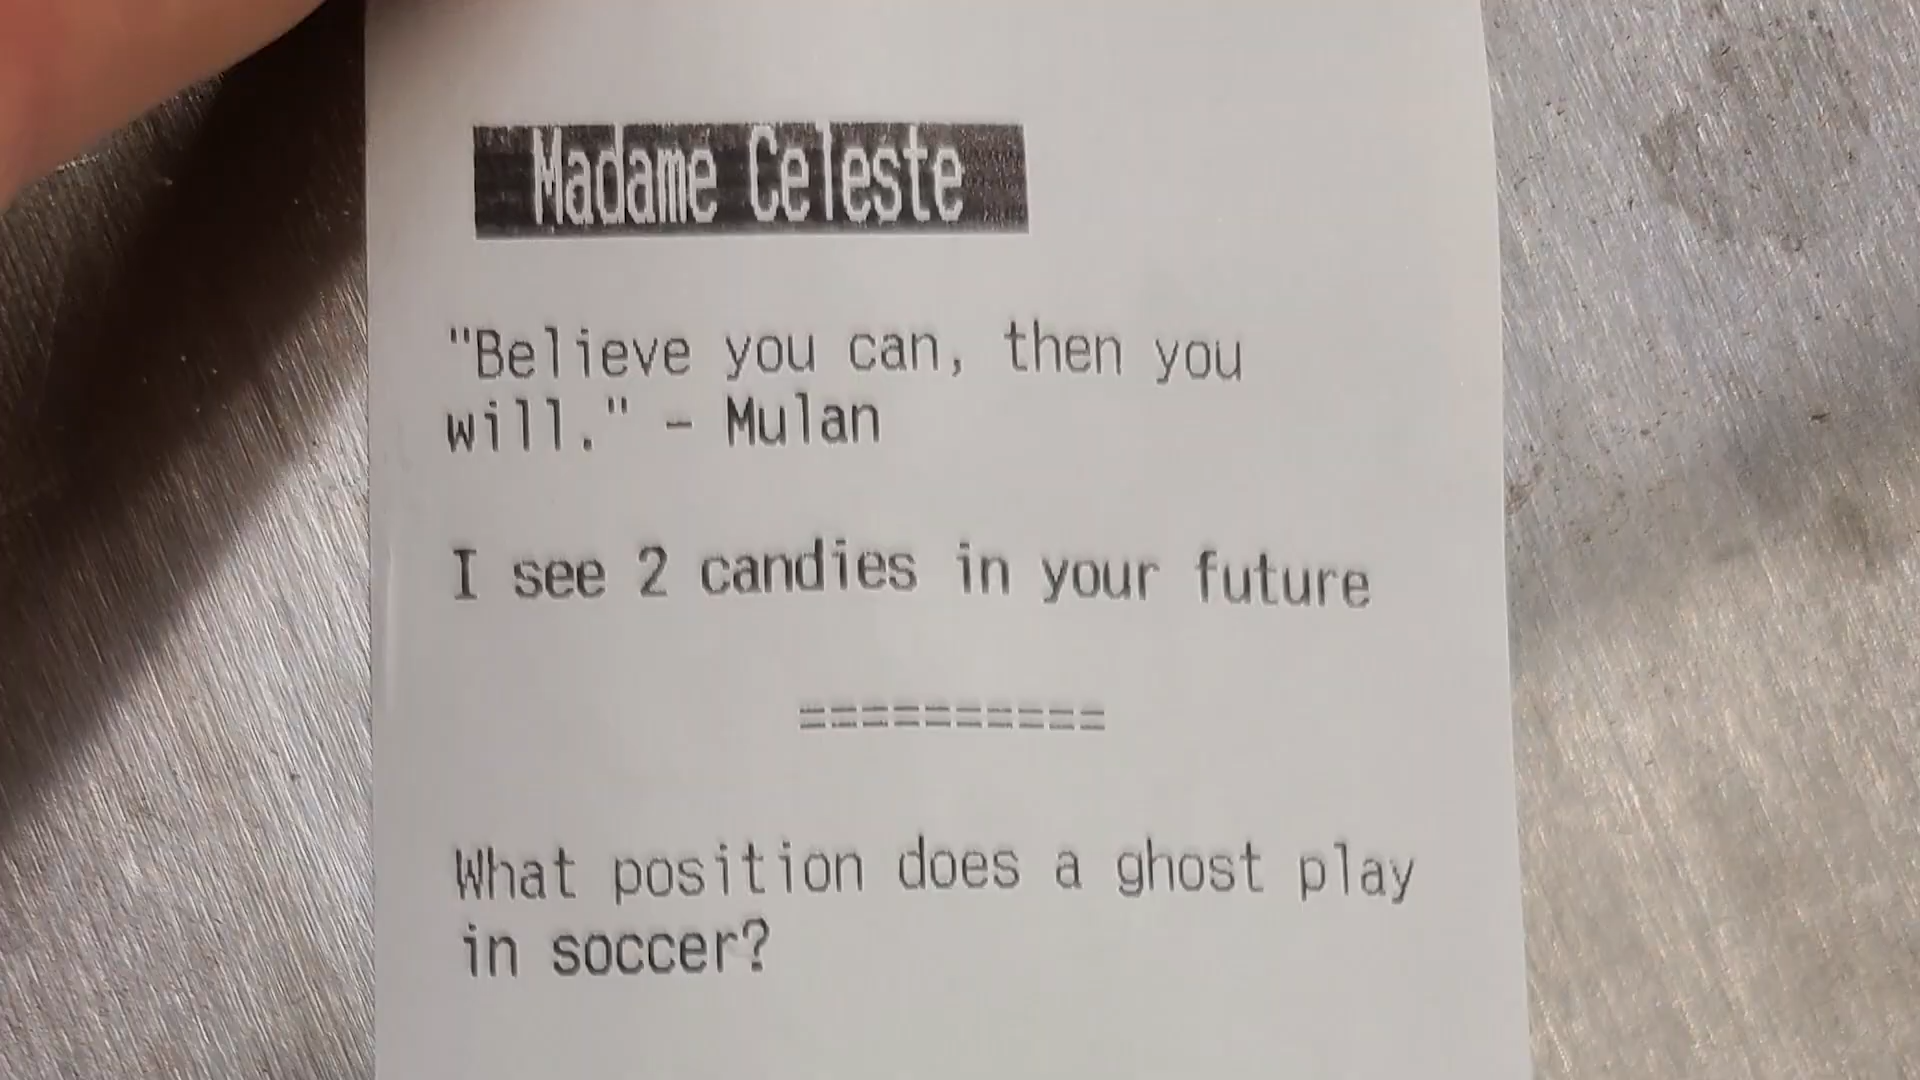 Madame Celeste
"Believe you can, then you
will." - Mulan
I see 2 candies in your future
==========
What position does a ghost play
in soccer?